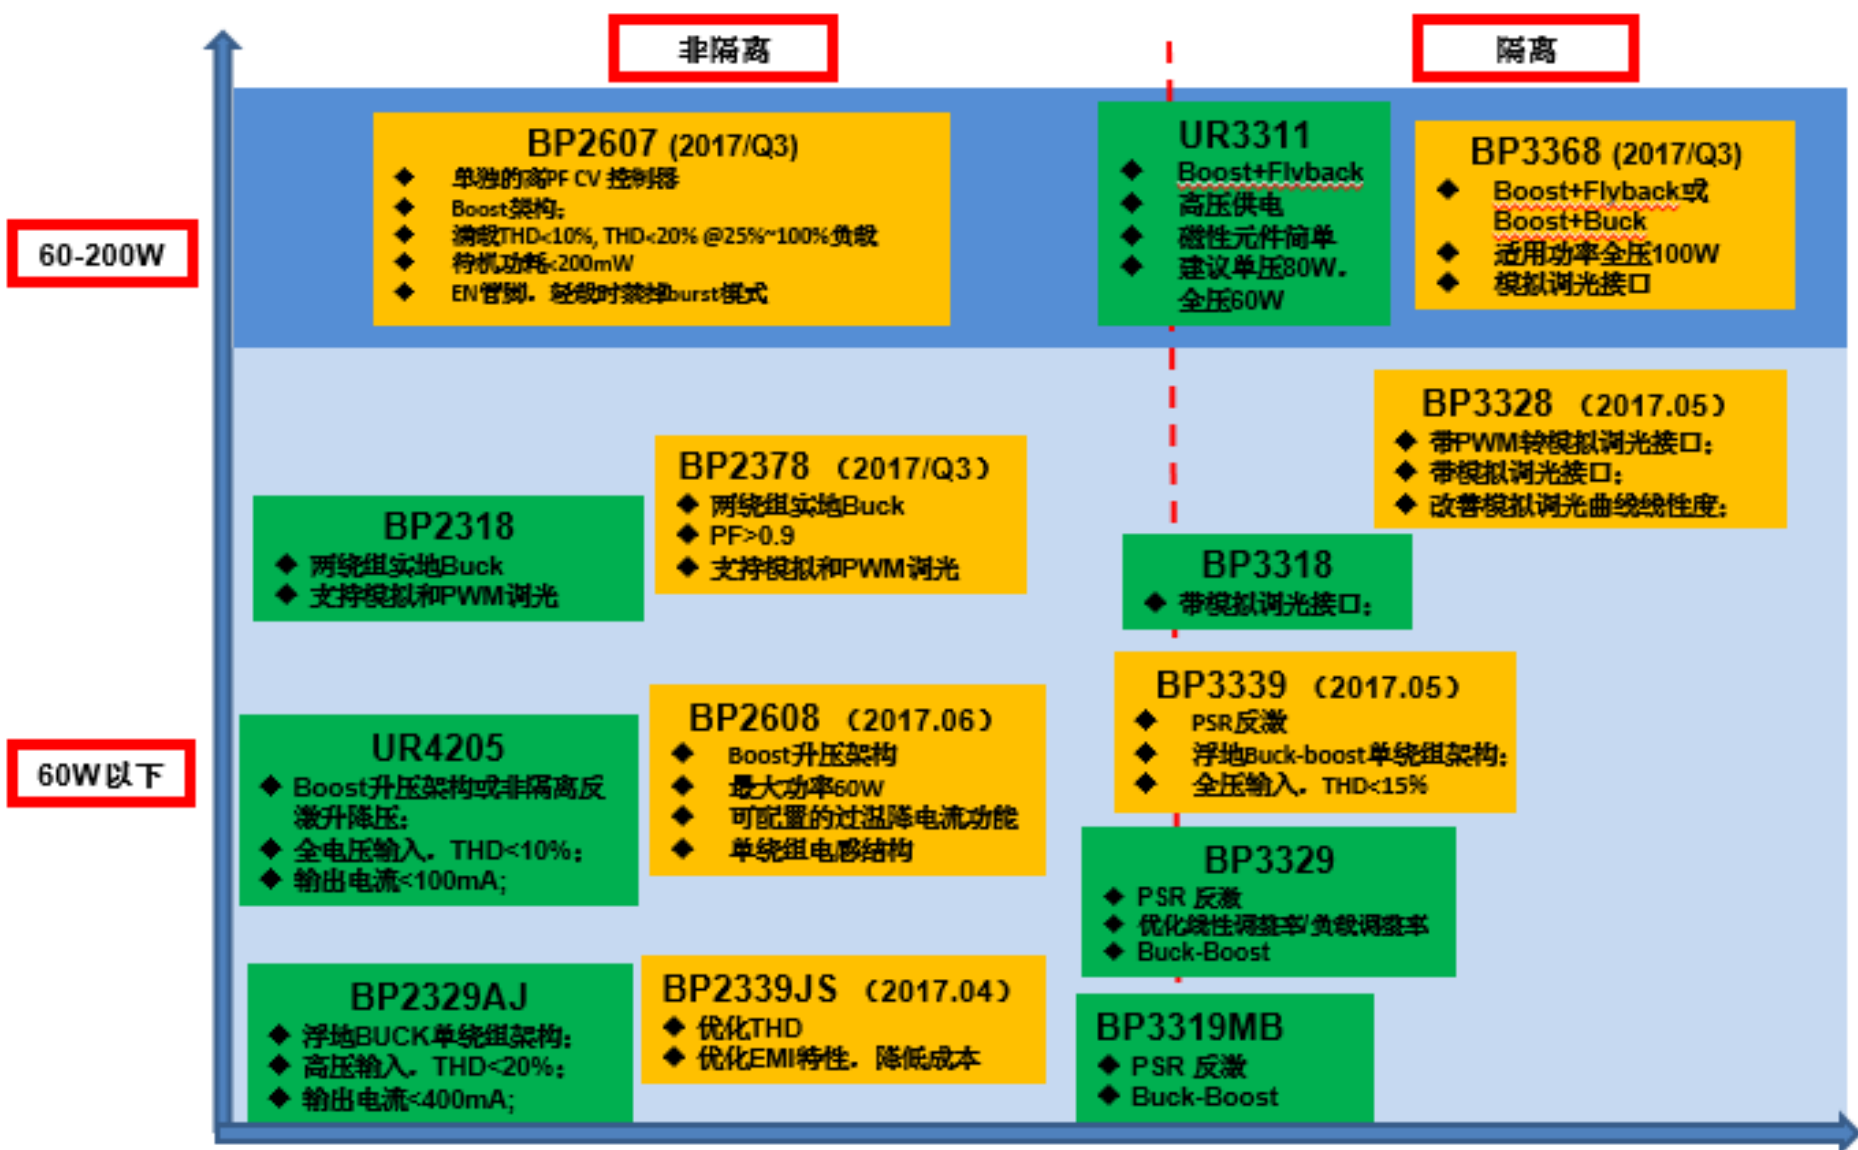 非隔离
隔离
60-200W
BP2607 (2017/Q3)
单独的高PF CV 控制器
Boost架构;
满载THD<10%, THD<20% @25%~100%负载
待机功耗<200mW
EN管脚，轻载时禁掉burst模式
UR3311
Boost+Flyback
高压供电
磁性元件简单
建议单压80W，
全压60W
BP3368 (2017/Q3)
Boost+Flyback或
Boost+Buck
适用功率全压100W
模拟调光接口
BP3328 （2017.05）
带PWM转模拟调光接口;
带模拟调光接口;
改善模拟调光曲线线性度;
BP2378 （2017/Q3）
两绕组实地Buck
PF>0.9
支持模拟和PWM调光
BP2318
两绕组实地Buck
支持模拟和PWM调光
BP3318
带模拟调光接口;
60W以下
BP3339 （2017.05）
PSR反激
浮地Buck-boost单绕组架构;
全压输入，THD<15%
BP2608 （2017.06）
Boost升压架构
最大功率60W
可配置的过温降电流功能
单绕组电感结构
UR4205
Boost升压架构或非隔离反
激升降压;
全电压输入，THD<10%;
输出电流<100mA;
BP3329
PSR 反激
优化线性调整率/负载调整率
Buck-Boost
BP2339JS （2017.04）
优化THD
优化EMI特性，降低成本
BP2329AJ
浮地BUCK单绕组架构;
高压输入，THD<20%;
输出电流<400mA;
BP3319MB
PSR 反激
Buck-Boost